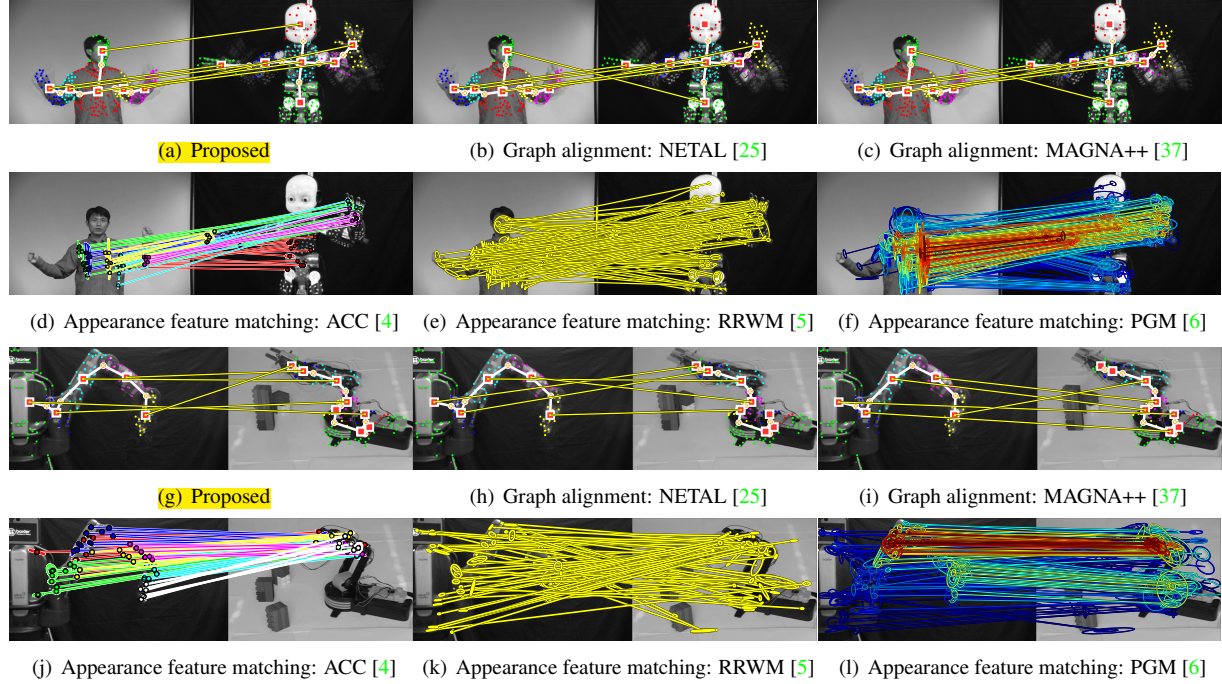 (a) Proposed
(b) Graph alignment: NETAL [25]
(c) Graph alignment: MAGNA++ [37]
(d) Appearance feature matching: ACC [4]
(e) Appearance feature matching: RRWM [5]
(f) Appearance feature matching: PGM [6]
(g) Proposed
(h) Graph alignment: NETAL [25]
(i) Graph alignment: MAGNA++ [37]
(j) Appearance feature matching: ACC [4]
(k) Appearance feature matching: RRWM [5]
(l) Appearance feature matching: PGM [6]